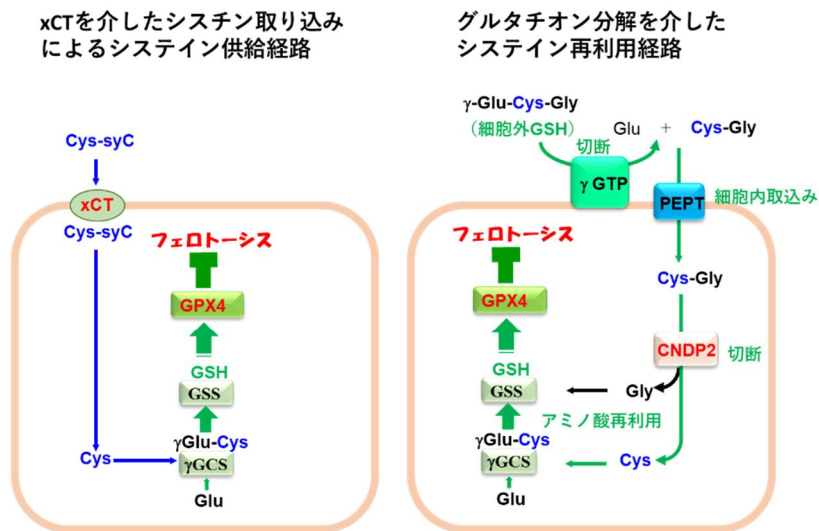 xCTを介したシスチン取り込み
によるシステイン供給経路
Cys-syC
xCT
Cys-syC
フェロトーシス
GPX4
GSH
GSS
γGlu-Cys
Cys
γGCS
Glu
グルタチオン分解を介した
システイン再利用経路
γ-Glu-Cys-Gly
(細胞外GSH)
切断
Glu + Cys-Gly
γGTP
PEPT
細胞内取込み
フェロトーシス
Cys-Gly
GPX4
CNDP2
切断
GSH
GSS
Gly
アミノ酸再利用
γGlu-Cys
γGCS
Cys
Glu